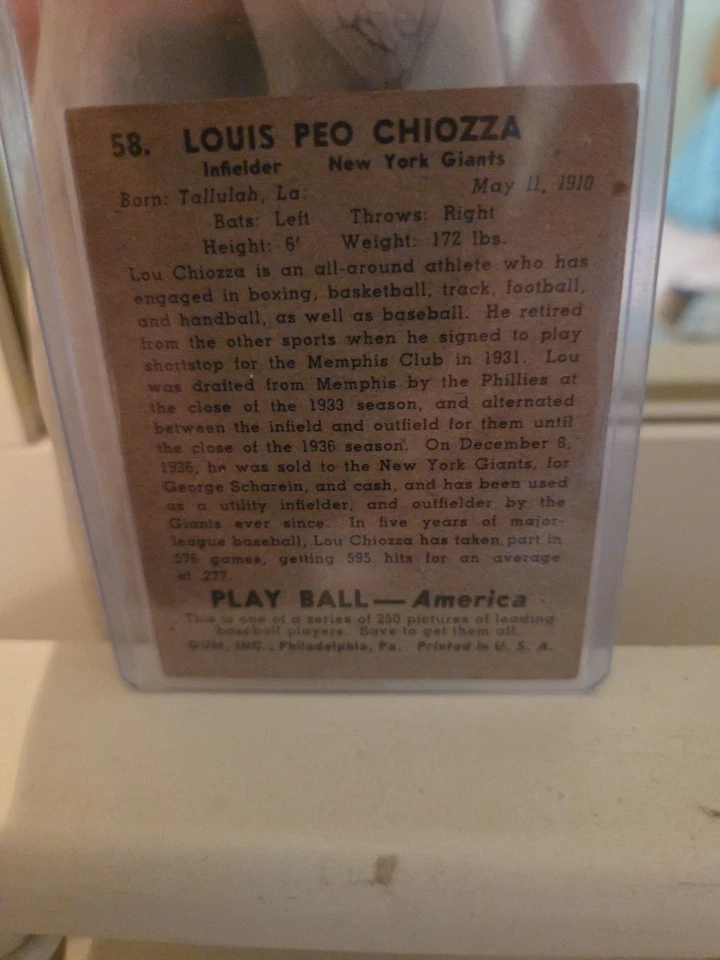 58. LOUIS PEO CHIOZZA
Infielder New York Giants
Born: Tallulah, La. May 11, 1910
Bats: Left Throws: Right
Height: 6' Weight: 172 lbs.
Lou Chiozza is an all-around athlete who has
engaged in boxing, basketball, track, football,
and handball, as well as baseball. He retired
from the other sports when he signed to play
shortstop for the Memphis Club in 1931. Lou
was drafted from Memphis by the Phillies at
the close of the 1933 season, and alternated
between the infield and outfield for them until
the close of the 1936 season. On December 8,
1936, he was sold to the New York Giants, for
George Scharein, and cash, and has been used
as a utility infielder, and outfielder by the
Giants ever since. In five years of major-
league baseball, Lou Chiozza has taken part in
576 games, getting 595 hits for an average
of .277
PLAY BALL—America
This is one of a series of 250 pictures of leading
baseball players. Save to get them all.
GUM, INC., Philadelphia, Pa. Printed in U. S. A.